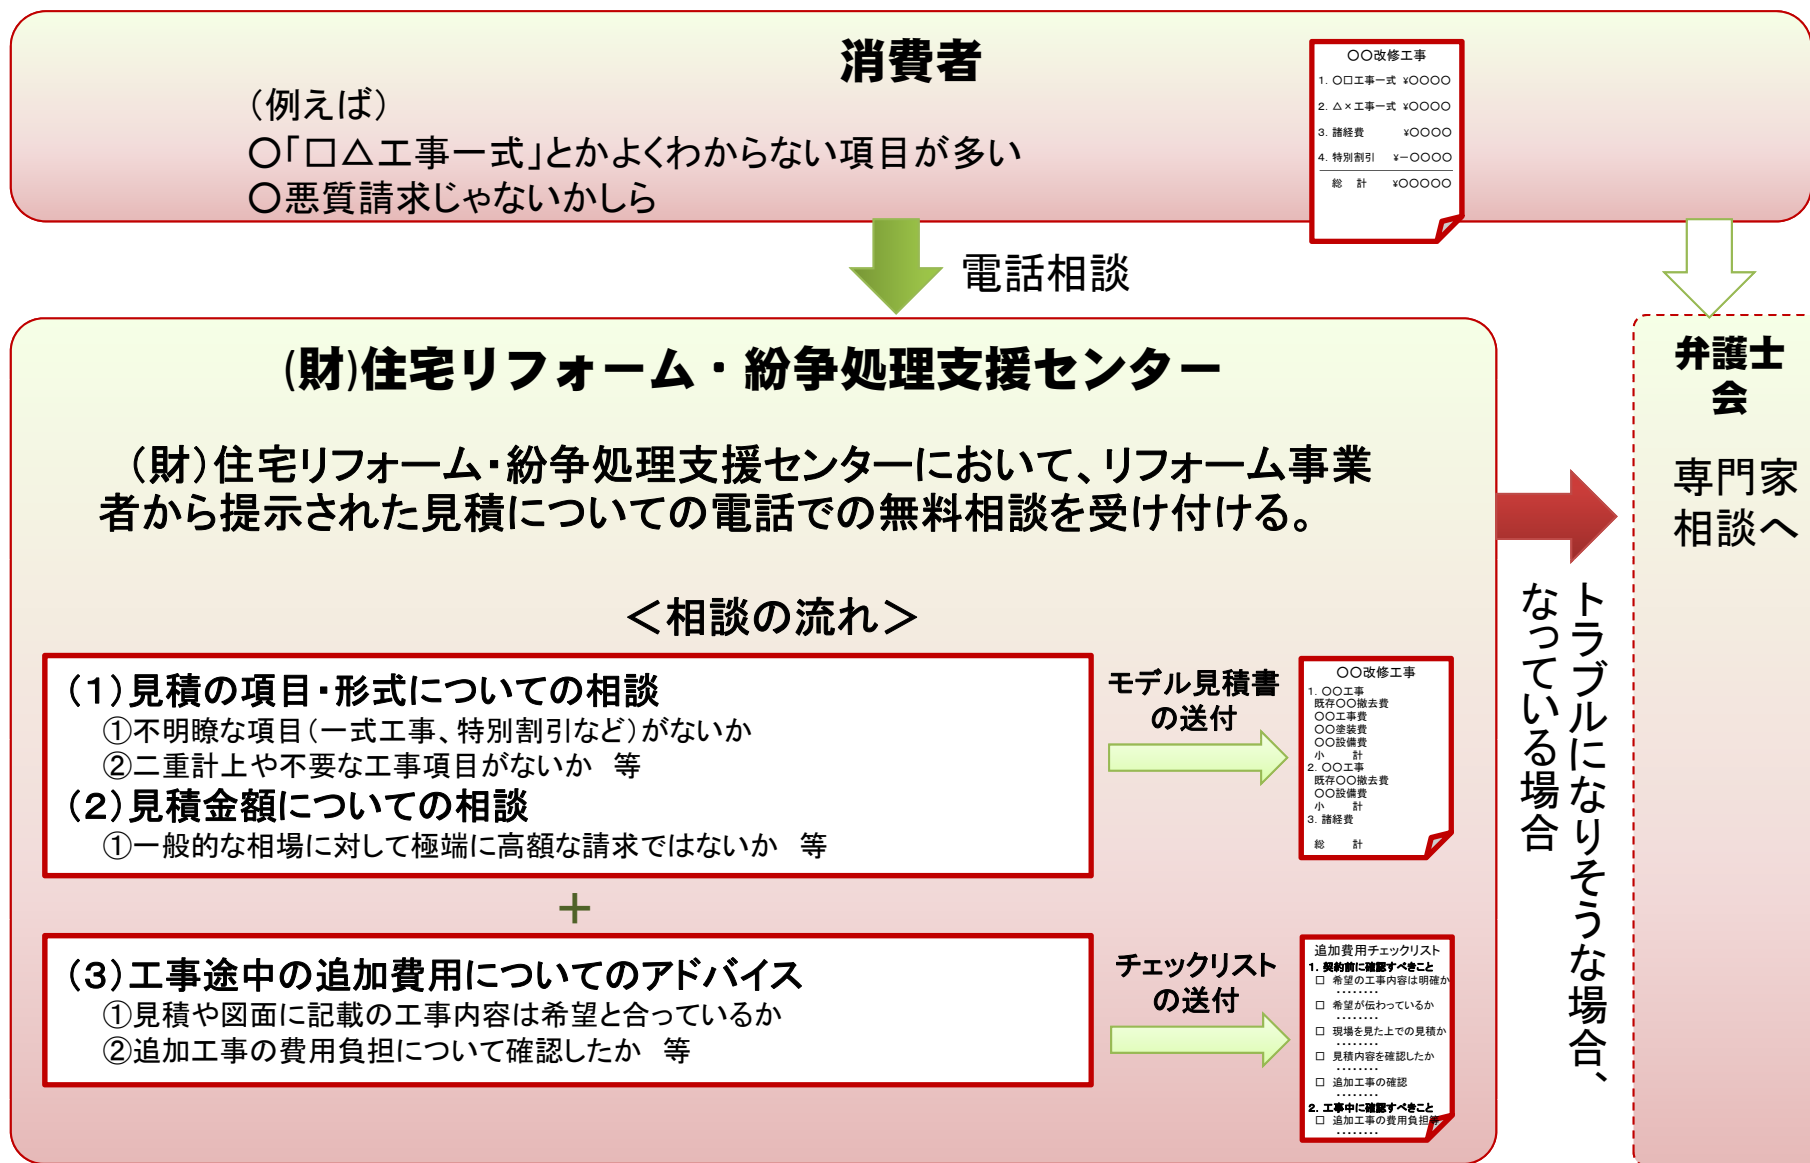 消費者
(例えば)
○「□△工事一式」とかよくわからない項目が多い
○悪質請求じゃないかしら
○○改修工事
1. ○□工事一式 ¥○○○○
2. △×工事一式 ¥○○○○
3. 諸経費 ¥○○○○
4. 特別割引 ¥−○○○○
総 計 ¥○○○○○
電話相談
(財)住宅リフォーム・紛争処理支援センター
(財)住宅リフォーム・紛争処理支援センターにおいて、リフォーム事業
者から提示された見積についての電話での無料相談を受け付ける。
＜相談の流れ＞
(1)見積の項目・形式についての相談
①不明瞭な項目(一式工事、特別割引など)がないか
②二重計上や不要な工事項目がないか 等
(2)見積金額についての相談
①一般的な相場に対して極端に高額な請求ではないか 等
モデル見積書
の送付
○○改修工事
1. ○○工事
既存○○撤去費
○○工事費
○○塗装費
○○設備費
小 計
2. ○○工事
既存○○撤去費
○○設備費
小 計
3. 諸経費
総 計
＋
(3)工事途中の追加費用についてのアドバイス
①見積や図面に記載の工事内容は希望と合っているか
②追加工事の費用負担について確認したか 等
チェックリスト
の送付
追加費用チェックリスト
1. 契約前に確認すべきこと
□ 希望の工事内容は明確か
‥‥‥‥
□ 希望が伝わっているか
‥‥‥‥
□ 現場を見た上での見積か
‥‥‥‥
□ 見積内容を確認したか
‥‥‥‥
□ 追加工事の確認
‥‥‥‥
2. 工事中に確認すべきこと
□ 追加工事の費用負担等
‥‥‥‥
トラブルになりそうな場合、
なっている場合
弁護士
会
専門家
相談へ